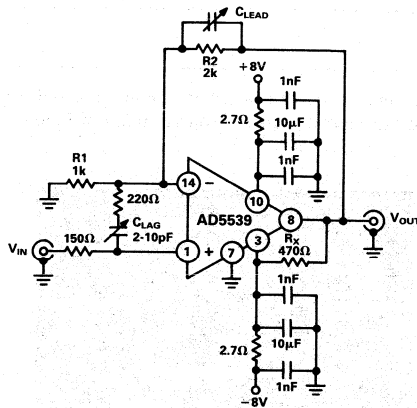 CLEAD
R2
2k
+8V
1nF
2.7Ω
10μF
1nF
R1
1k
220Ω
14 –
10
AD5539
8
VOUT
CLAG
2-10pF
VIN
150Ω
1 +
7
3
RX
470Ω
1nF
2.7Ω
10μF
1nF
–8V